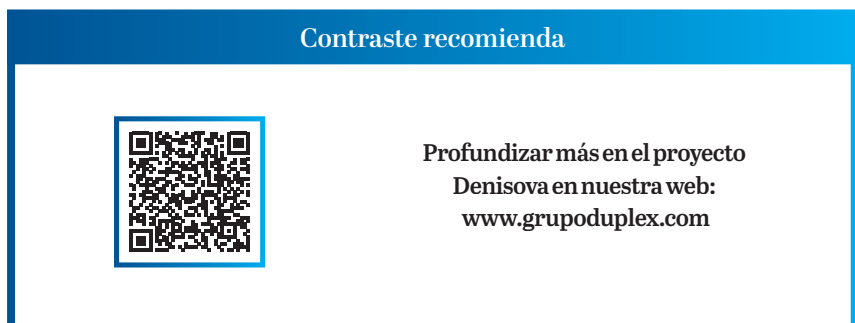 Contraste recomienda
Profundizar más en el proyecto
Denisova en nuestra web:
www.grupoduplex.com